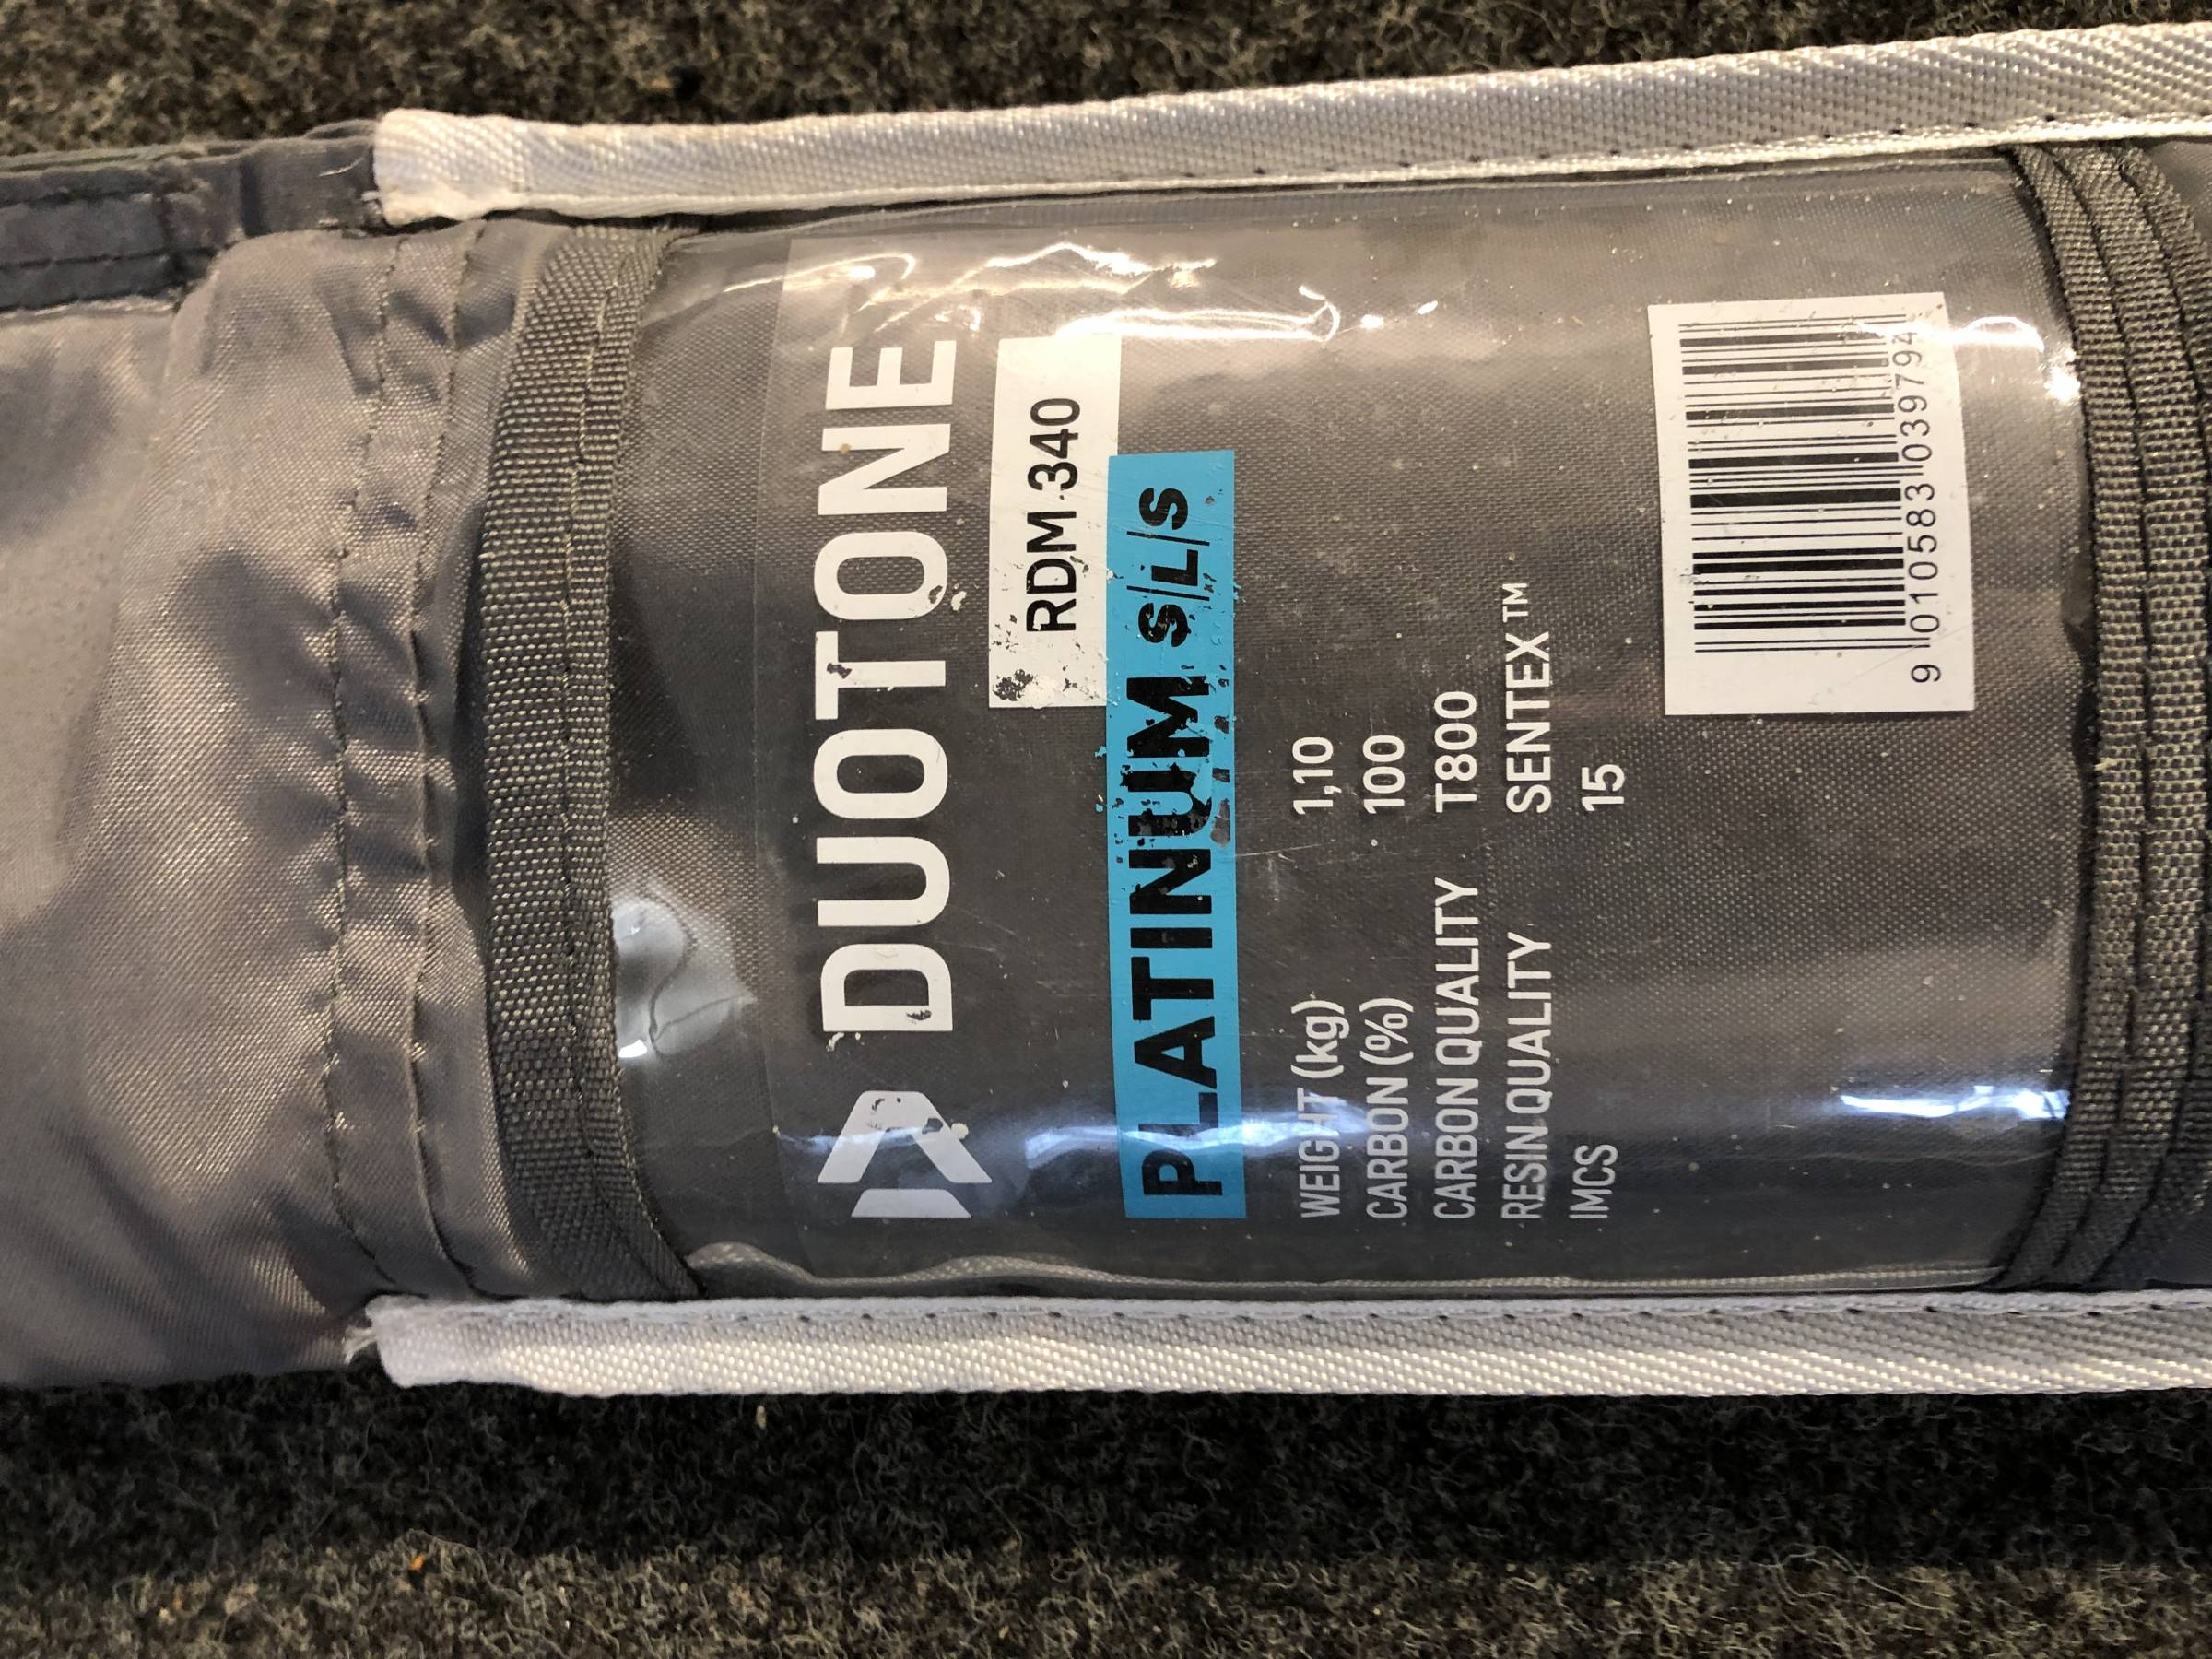 DUOTONE
RDM 340
PLATINUM S/L/S
WEIGHT (kg) 1,10
CARBON (%) 100
CARBON QUALITY T800
RESIN QUALITY SENTEX™
IMCS 15
9 010583 039794